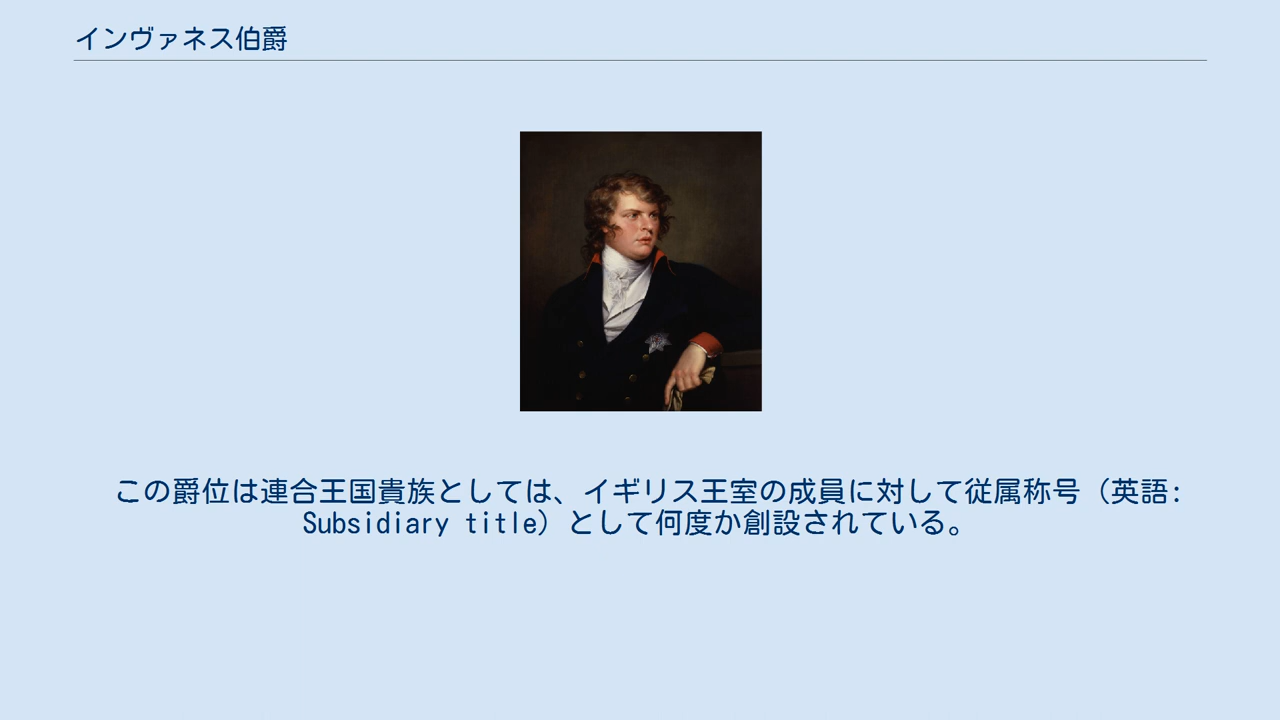 インヴァネス伯爵
この爵位は連合王国貴族としては、イギリス王室の成員に対して従属称号（英語:
Subsidiary title）として何度か創設されている。